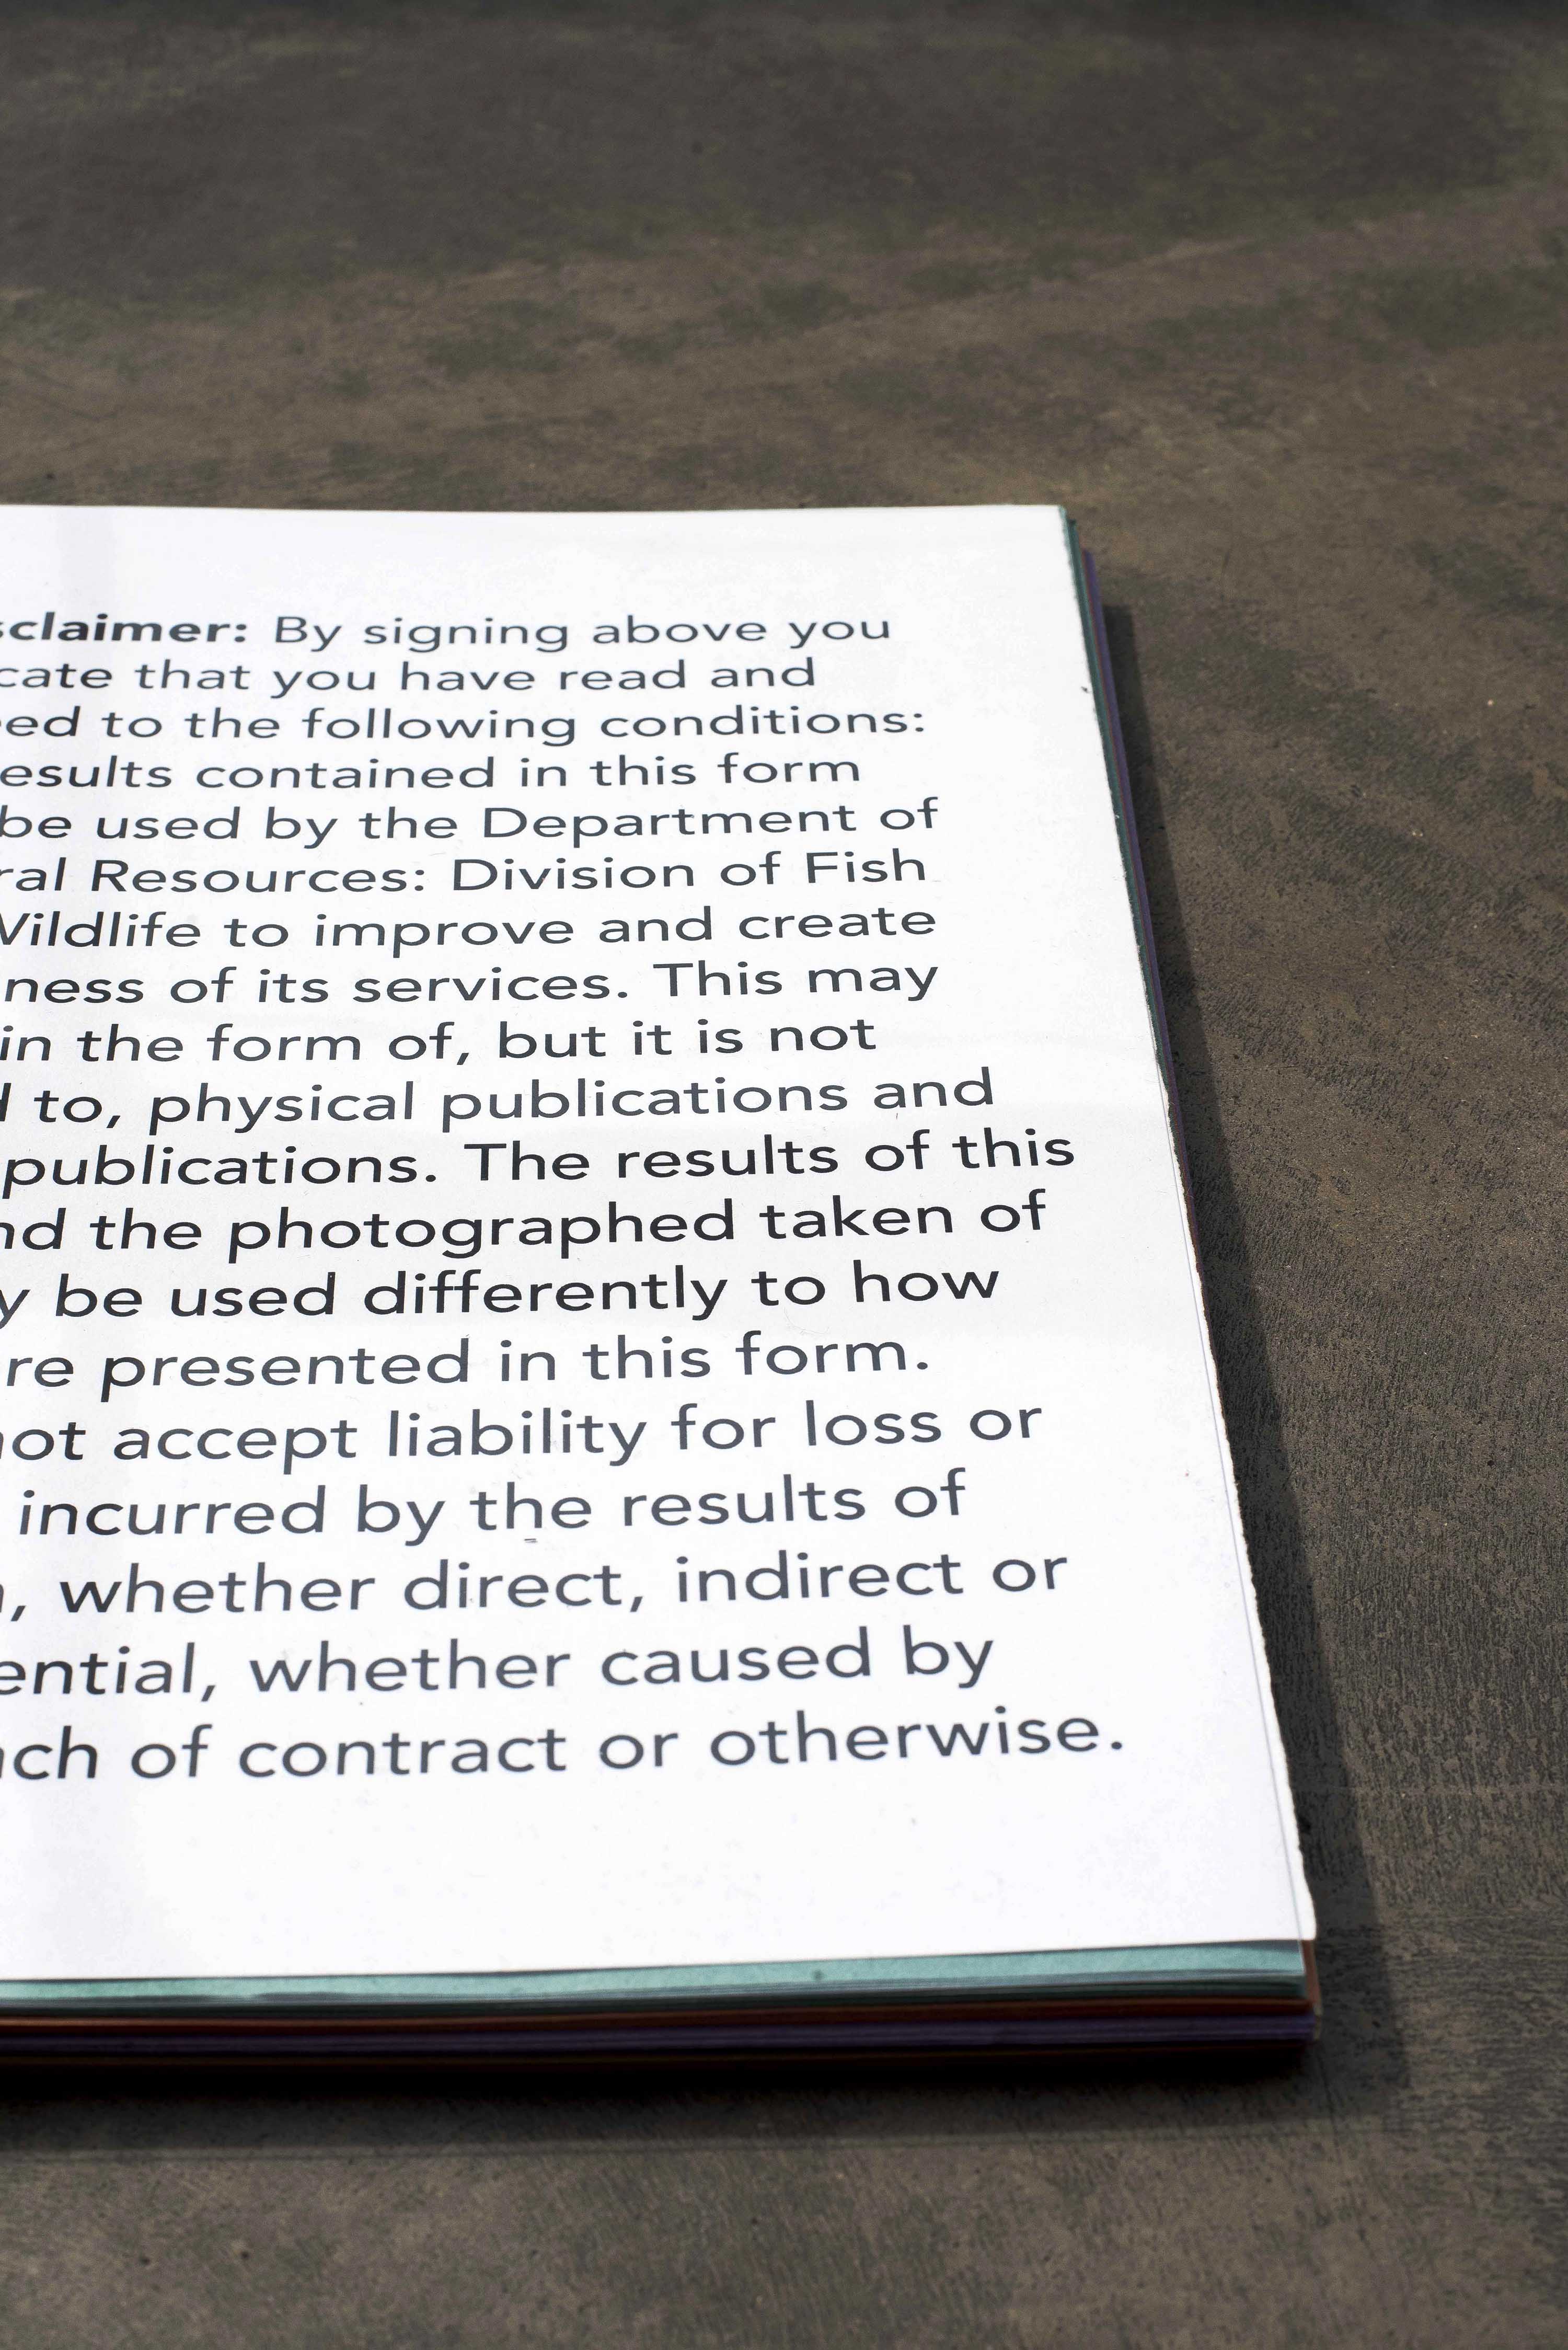 sclaimer: By signing above you
cate that you have read and
eed to the following conditions:
esults contained in this form
be used by the Department of
ral Resources: Division of Fish
Wildlife to improve and create
ness of its services. This may
in the form of, but it is not
d to, physical publications and
publications. The results of this
nd the photographed taken of
y be used differently to how
re presented in this form.
not accept liability for loss or
incurred by the results of
, whether direct, indirect or
ential, whether caused by
ach of contract or otherwise.